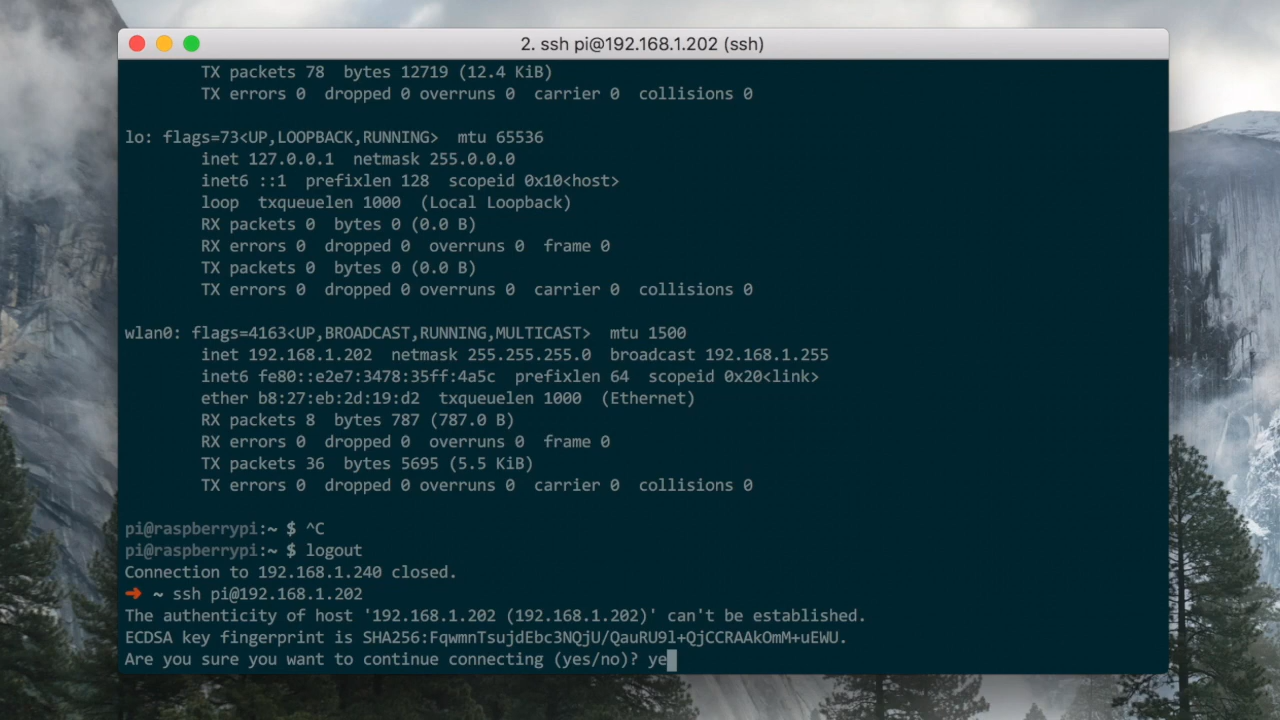 2. ssh pi@192.168.1.202 (ssh)
TX packets 78  bytes 12719 (12.4 KiB)
TX errors 0  dropped 0 overruns 0  carrier 0  collisions 0
lo: flags=73<UP,LOOPBACK,RUNNING>  mtu 65536
inet 127.0.0.1  netmask 255.0.0.0
inet6 ::1  prefixlen 128  scopeid 0x10<host>
loop  txqueuelen 1000  (Local Loopback)
RX packets 0  bytes 0 (0.0 B)
RX errors 0  dropped 0  overruns 0  frame 0
TX packets 0  bytes 0 (0.0 B)
TX errors 0  dropped 0 overruns 0  carrier 0  collisions 0
wlan0: flags=4163<UP,BROADCAST,RUNNING,MULTICAST>  mtu 1500
inet 192.168.1.202  netmask 255.255.255.0  broadcast 192.168.1.255
inet6 fe80::e2e7:3478:35ff:4a5c  prefixlen 64  scopeid 0x20<link>
ether b8:27:eb:2d:19:d2  txqueuelen 1000  (Ethernet)
RX packets 8  bytes 787 (787.0 B)
RX errors 0  dropped 0  overruns 0  frame 0
TX packets 36  bytes 5695 (5.5 KiB)
TX errors 0  dropped 0 overruns 0  carrier 0  collisions 0
pi@raspberrypi:~ $ ^C
pi@raspberrypi:~ $ logout
Connection to 192.168.1.240 closed.
➜ ~ ssh pi@192.168.1.202
The authenticity of host '192.168.1.202 (192.168.1.202)' can't be established.
ECDSA key fingerprint is SHA256:FqwmnTsujdEbc3NQjU/QauRU9l+QjCCRAAkOmM+uEWU.
Are you sure you want to continue connecting (yes/no)? ye